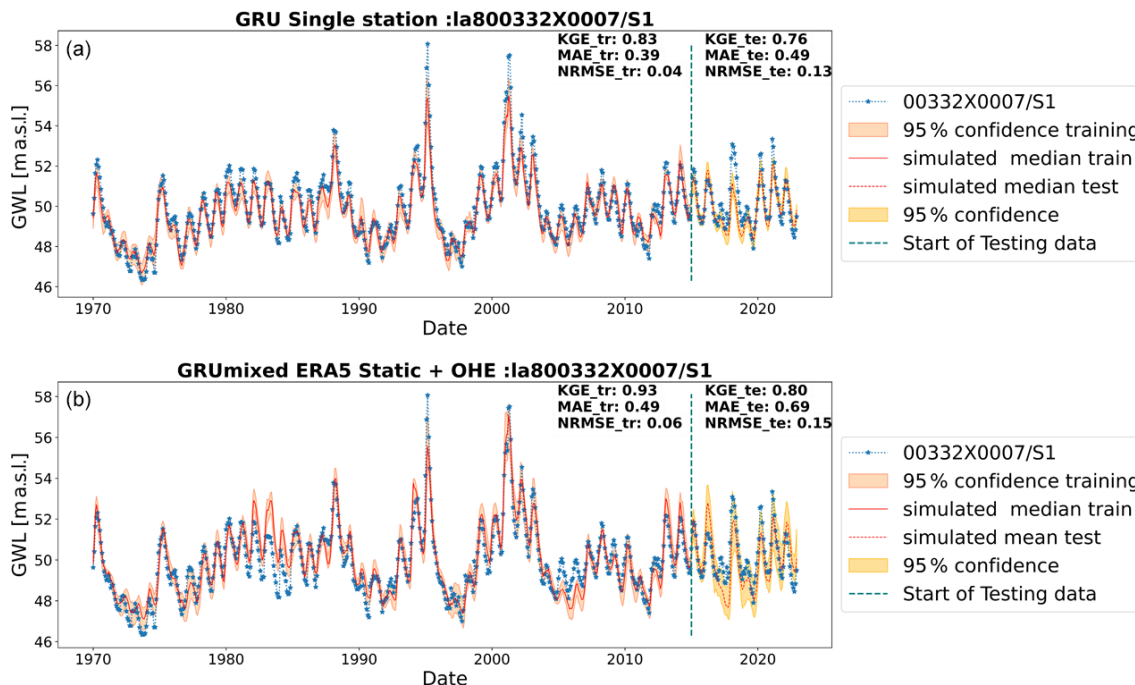 GRU Single station :la800332X0007/S1
(a)
KGE_tr: 0.83
MAE_tr: 0.39
NRMSE_tr: 0.04
KGE_te: 0.76
MAE_te: 0.49
NRMSE_te: 0.13
GWL [m a.s.l.]
58
56
54
52
50
48
46
1970
1980
1990
2000
2010
2020
Date
00332X0007/S1
95 % confidence training
simulated median train
simulated median test
95 % confidence
Start of Testing data
GRUmixed ERA5 Static + OHE :la800332X0007/S1
(b)
KGE_tr: 0.93
MAE_tr: 0.49
NRMSE_tr: 0.06
KGE_te: 0.80
MAE_te: 0.69
NRMSE_te: 0.15
GWL [m a.s.l.]
58
56
54
52
50
48
46
1970
1980
1990
2000
2010
2020
Date
00332X0007/S1
95 % confidence training
simulated median train
simulated mean test
95 % confidence
Start of Testing data